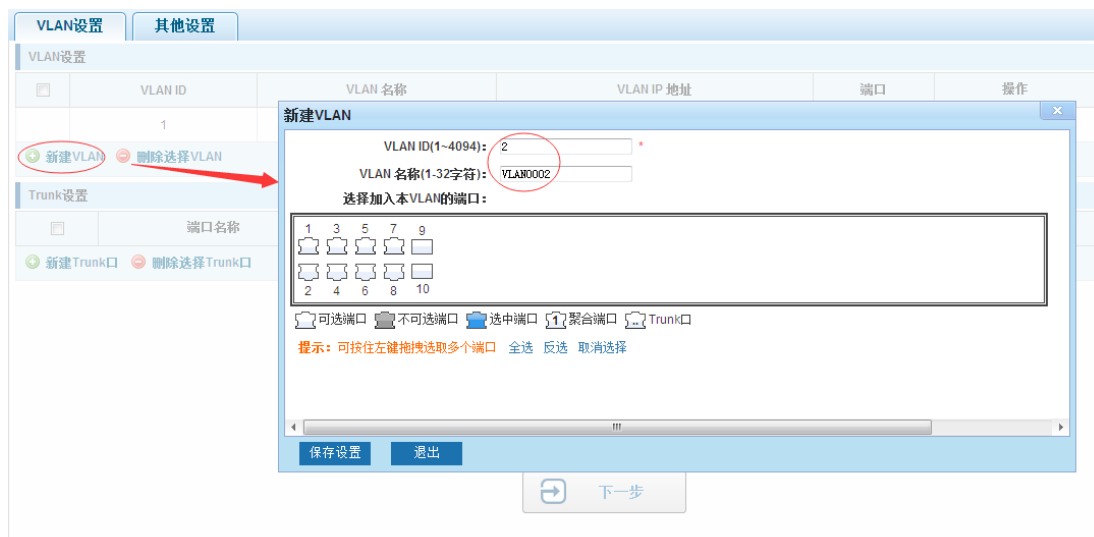 VLAN设置 其他设置
VLAN设置
VLAN ID VLAN 名称 VLAN IP 地址 端口 操作
1
新建VLAN 删除选择VLAN
Trunk设置
端口名称
新建Trunk口 删除选择Trunk口
新建VLAN
VLAN ID(1~4094): 2 *
VLAN 名称(1-32字符): VLAN0002
选择加入本VLAN的端口:
1 3 5 7 9
2 4 6 8 10
可选端口 不可选端口 选中端口 1 聚合端口 Trunk口
提示: 可按住左键拖拽选取多个端口 全选 反选 取消选择
保存设置 退出
下一步